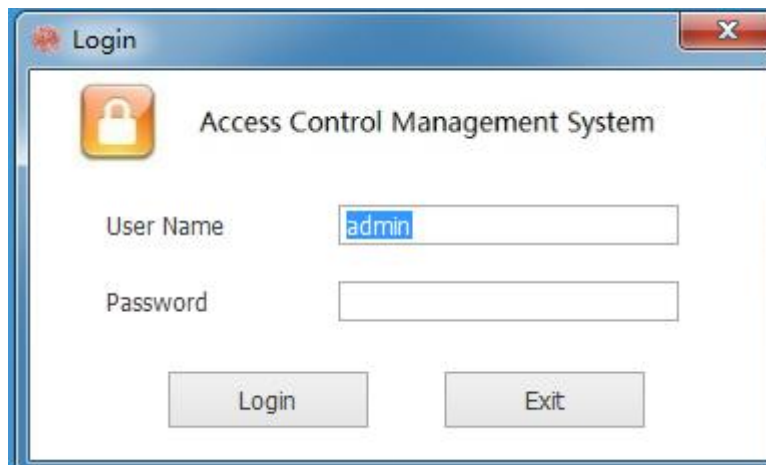 Login
Access Control Management System
User Name admin
Password
Login Exit